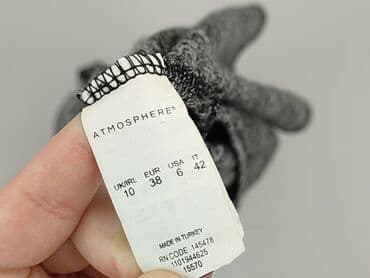 ATMOSPHERE®
UK/IRL EUR USA IT
10 38 6 42
MADE IN TURKEY
RN CODE: 145478
1101944625
15570